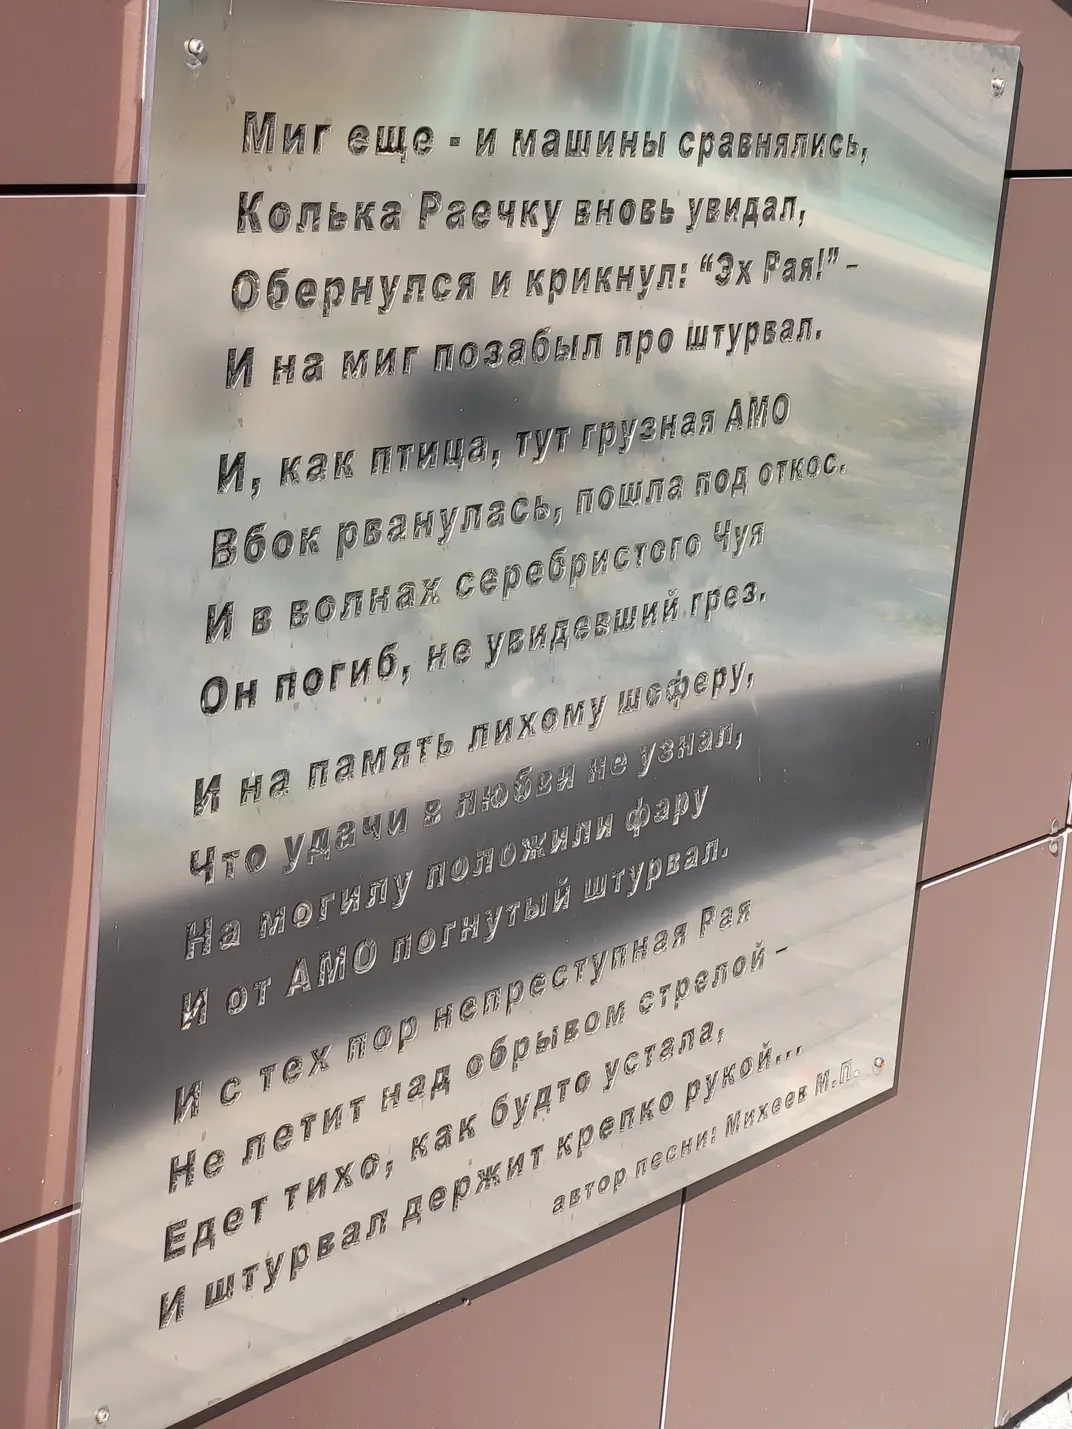 Миг еще - и машины сравнялись,
Колька Раечку вновь увидал,
Обернулся и крикнул: “Эх Рая!” –
И на миг позабыл про штурвал.
И, как птица, тут грузная АМО
Вбок рванулась, пошла под откос.
И в волнах серебристого Чуя
Он погиб, не увидевший грез.
И на память лихому шоферу,
Что удачи в любви не узнал,
На могилу положили фару
И от АМО погнутый штурвал.
И с тех пор непреступная Рая
Не летит над обрывом стрелой –
Едет тихо, как будто устала,
И штурвал держит крепко рукой...
автор песни: Михеев М.П.